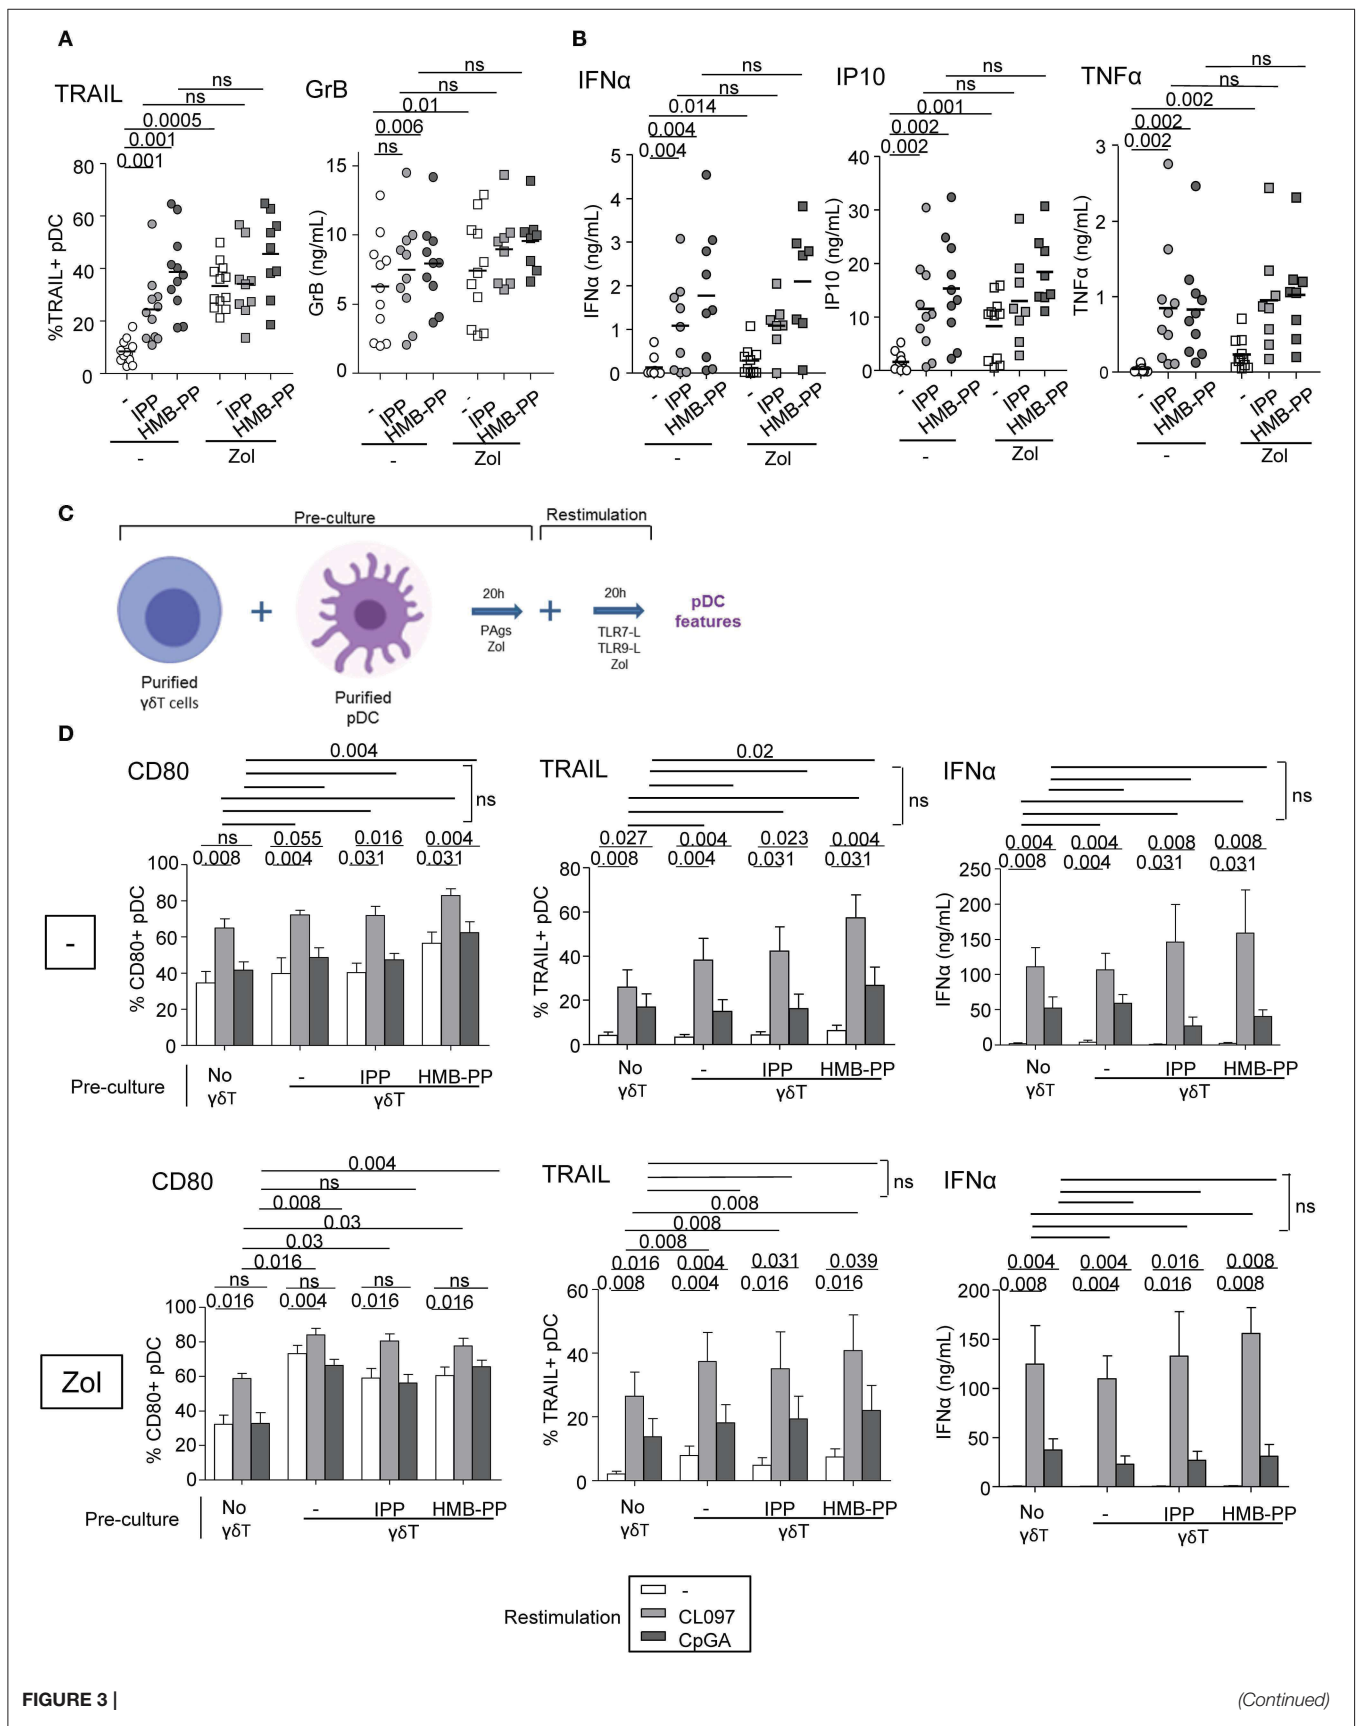 A
TRAIL
ns
ns
0.0005
0.001
0.001
%TRAIL+ pDC
80
60
40
20
0
- IPP HMB-PP - IPP HMB-PP
- Zol
GrB
ns
ns
0.01
0.006
ns
GrB (ng/mL)
15
10
5
0
- IPP HMB-PP - IPP HMB-PP
- Zol
B
IFNα
ns
ns
0.014
0.004
0.004
IFNα (ng/mL)
5
4
3
2
1
0
- IPP HMB-PP - IPP HMB-PP
- Zol
IP10
ns
ns
0.001
0.002
0.002
IP10 (ng/mL)
40
30
20
10
0
- IPP HMB-PP - IPP HMB-PP
- Zol
TNFα
ns
ns
0.002
0.002
0.002
TNFα (ng/mL)
3
2
1
0
- IPP HMB-PP - IPP HMB-PP
- Zol
C
Pre-culture
Restimulation
+
20h
PAgs
Zol
+
20h
TLR7-L
TLR9-L
Zol
pDC
features
Purified
γδT cells
Purified
pDC
D
-
CD80
0.004
ns
ns 0.055 0.016 0.004
0.008 0.004 0.031 0.031
% CD80+ pDC
100
80
60
40
20
0
Pre-culture
No
γδT
- IPP HMB-PP
γδT
TRAIL
0.02
ns
0.027 0.004 0.023 0.004
0.008 0.004 0.031 0.031
% TRAIL+ pDC
80
60
40
20
0
No
γδT
- IPP HMB-PP
γδT
IFNα
ns
0.004 0.004 0.008 0.008
0.008 0.004 0.031 0.031
IFNα (ng/mL)
250
200
150
100
50
0
No
γδT
- IPP HMB-PP
γδT
Zol
CD80
0.004
ns
0.008
0.03
0.03
0.016
ns ns ns ns
0.016 0.004 0.016 0.016
% CD80+ pDC
100
80
60
40
20
0
Pre-culture
No
γδT
- IPP HMB-PP
γδT
TRAIL
ns
0.008
0.008
0.008
0.016 0.004 0.031 0.039
0.008 0.004 0.016 0.016
% TRAIL+ pDC
60
40
20
0
No
γδT
- IPP HMB-PP
γδT
IFNα
ns
0.004 0.004 0.016 0.008
0.008 0.004 0.016 0.008
IFNα (ng/mL)
200
150
100
50
0
No
γδT
- IPP HMB-PP
γδT
Restimulation
-
CL097
CpGA
FIGURE 3 |
(Continued)